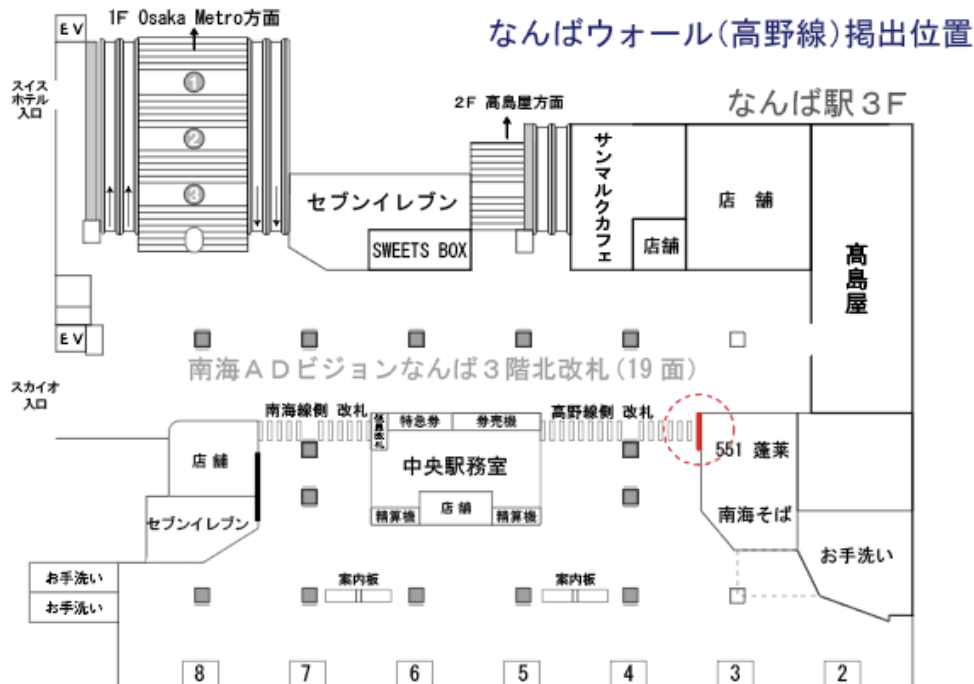 なんばウォール(高野線)掲出位置
なんば駅3F
1F Osaka Metro方面
EV
スイス
ホテル
入口
①
②
③
2F 高島屋方面
セブンイレブン
SWEETS BOX
サンマルクカフェ
店舗
店舗
高島屋
EV
南海ADビジョンなんば3階北改札(19面)
スカイオ
入口
南海線側 改札
特急券
券売機
高野線側 改札
店舗
中央駅務室
551 蓬莱
セブンイレブン
精算機
店舗
精算機
南海そば
お手洗い
お手洗い
お手洗い
案内板
案内板
8
7
6
5
4
3
2